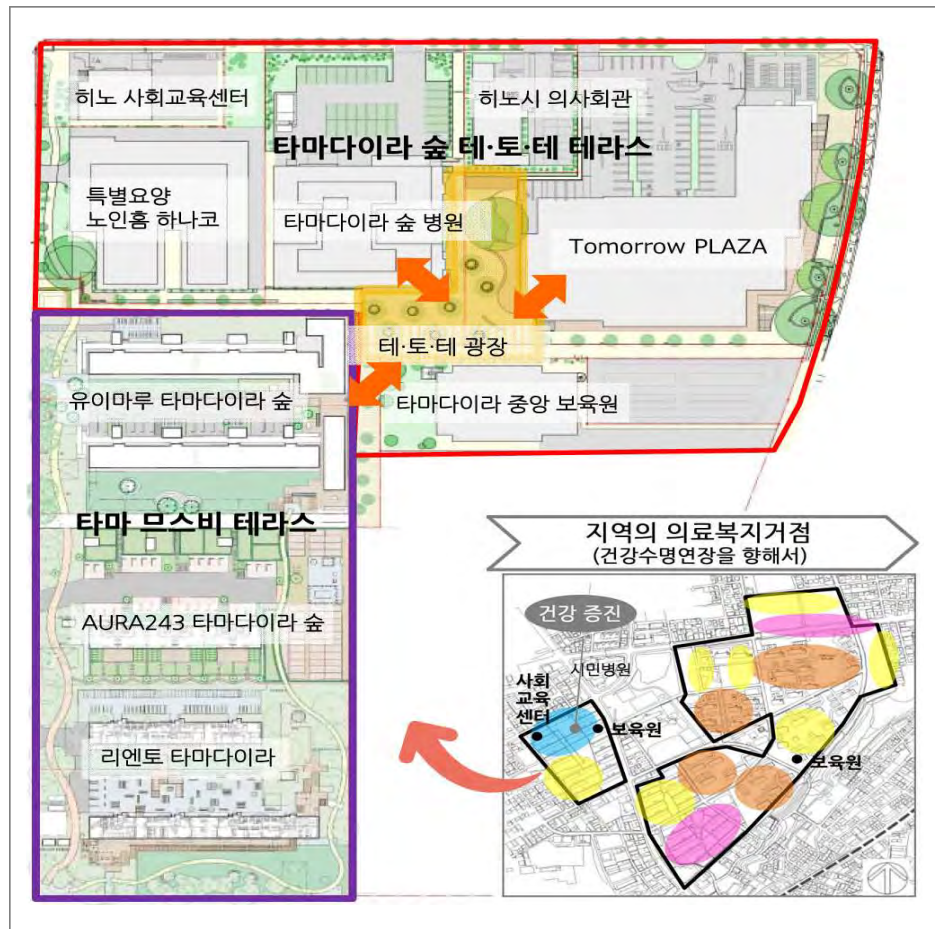 히노 사회교육센터
히노시 의사회관
타마다이라 숲 테·토·테 테라스
특별요양
노인홈 하나코
타마다이라 숲 병원
Tomorrow PLAZA
테·토·테 광장
유이마루 타마다이라 숲
타마다이라 중앙 보육원
타마 므스비 테라스
AURA243 타마다이라 숲
리엔토 타마다이라
지역의 의료복지거점
(건강수명연장을 향해서)
건강 증진
시민병원
사회
교육
센터
보육원
보육원